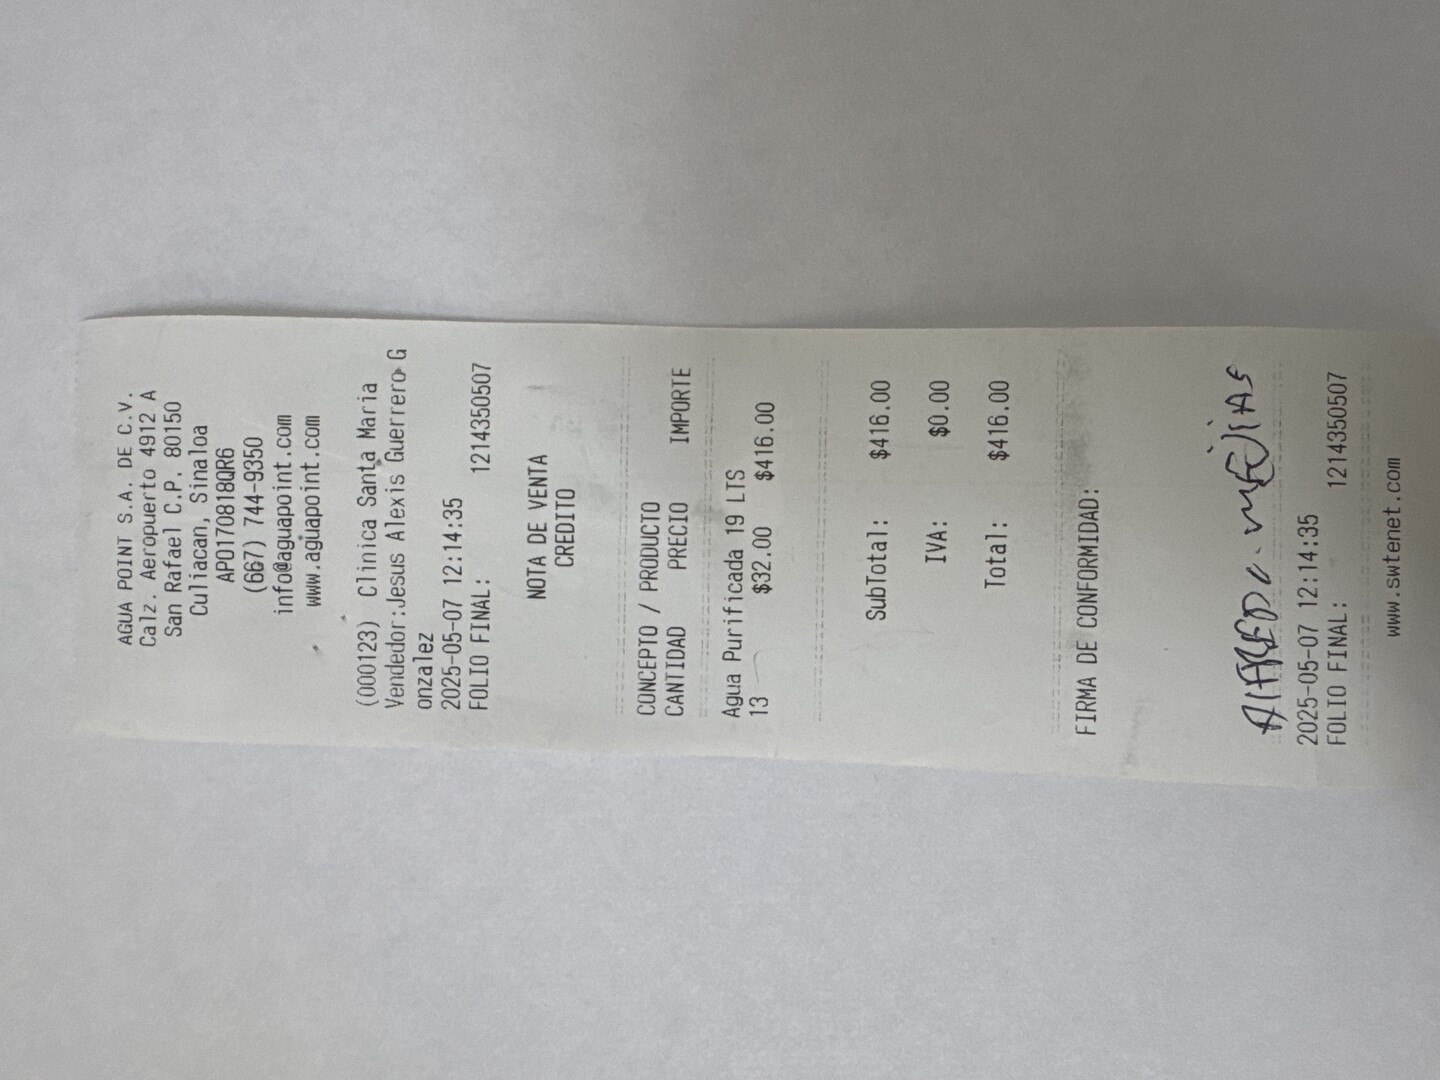 AGUA POINT S.A. DE C.V.
Calz. Aeropuerto 4912 A
San Rafael C.P. 80150
Culiacan, Sinaloa
APO170818QR6
(667) 744-9350
info@aguapoint.com
www.aguapoint.com
(000123) Clinica Santa Maria
Vendedor:Jesus Alexis Guerrero G
onzalez
2025-05-07 12:14:35
FOLIO FINAL: 1214350507
NOTA DE VENTA
CREDITO
CONCEPTO / PRODUCTO
CANTIDAD PRECIO IMPORTE
Agua Purificada 19 LTS
13 $32.00 $416.00
SubTotal: $416.00
IVA: $0.00
Total: $416.00
FIRMA DE CONFORMIDAD:
2025-05-07 12:14:35
FOLIO FINAL: 1214350507
www.swtenet.com